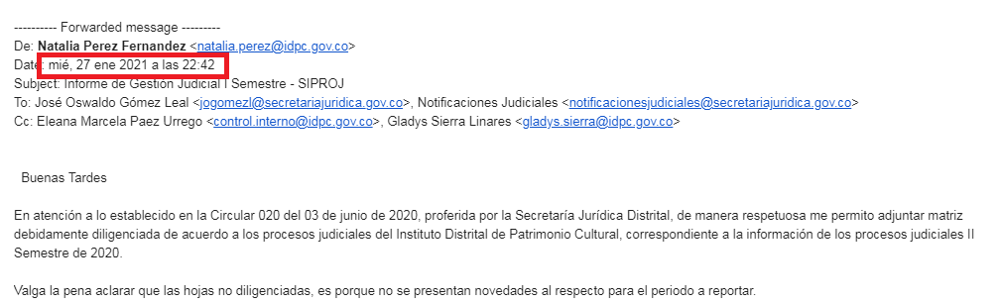 ---------- Forwarded message ---------
De: Natalia Perez Fernandez <natalia.perez@idpc.gov.co>
Date: mié, 27 ene 2021 a las 22:42
Subject: Informe de Gestión Judicial I Semestre - SIPROJ
To: José Oswaldo Gómez Leal <jogomezl@secretariajuridica.gov.co>, Notificaciones Judiciales <notificacionesjudiciales@secretariajuridica.gov.co>
Cc: Eleana Marcela Paez Urrego <control.interno@idpc.gov.co>, Gladys Sierra Linares <gladys.sierra@idpc.gov.co>
Buenas Tardes
En atención a lo establecido en la Circular 020 del 03 de junio de 2020, proferida por la Secretaría Jurídica Distrital, de manera respetuosa me permito adjuntar matriz
debidamente diligenciada de acuerdo a los procesos judiciales del Instituto Distrital de Patrimonio Cultural, correspondiente a la información de los procesos judiciales II
Semestre de 2020.
Valga la pena aclarar que las hojas no diligenciadas, es porque no se presentan novedades al respecto para el periodo a reportar.